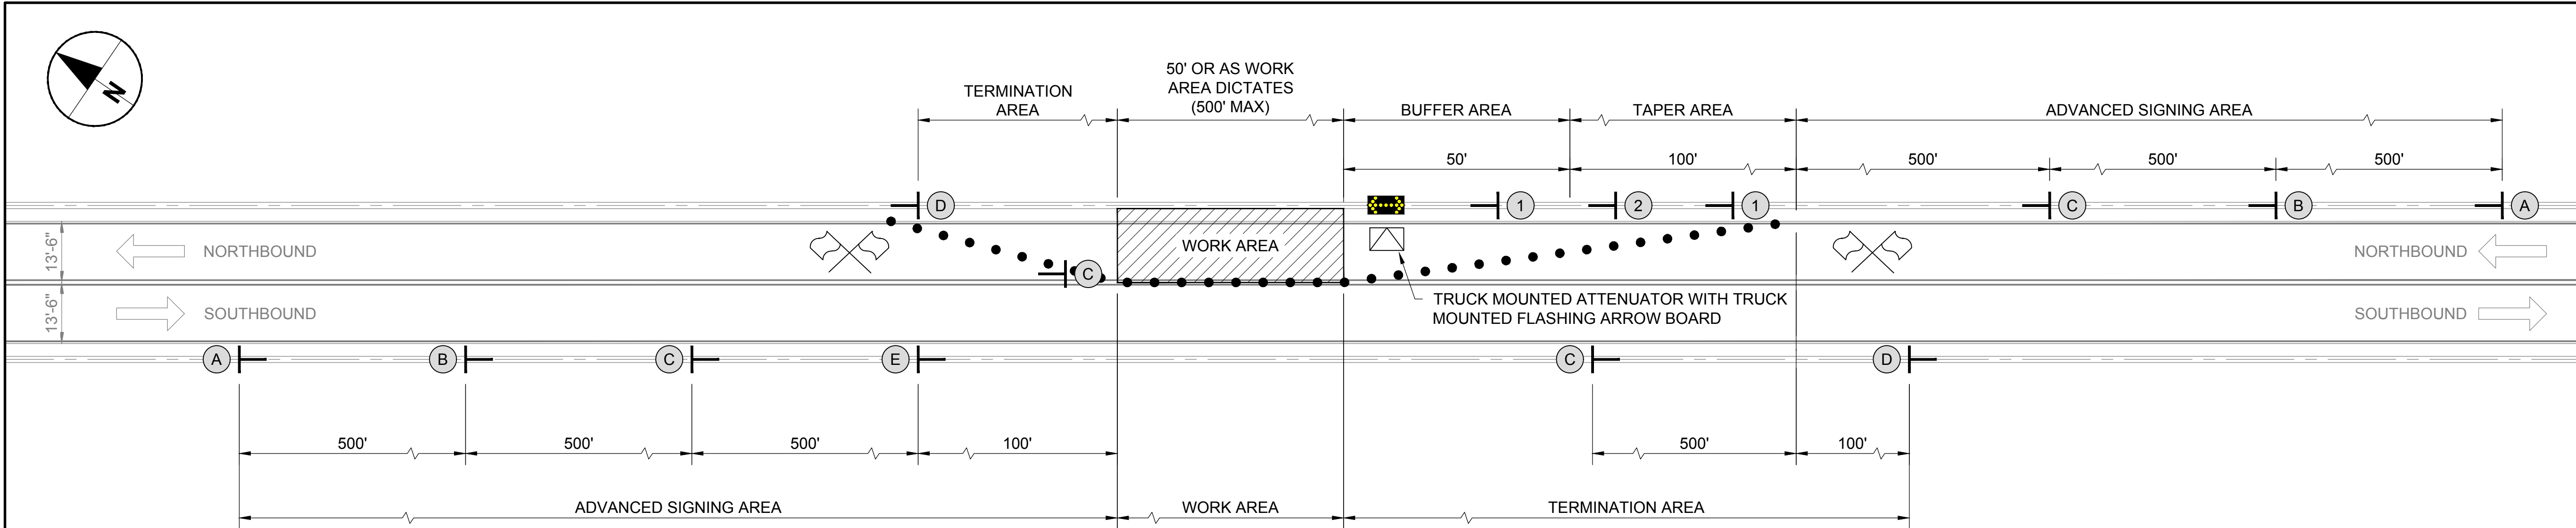 N
TERMINATION
AREA
50' OR AS WORK
AREA DICTATES
(500' MAX)
BUFFER AREA
TAPER AREA
ADVANCED SIGNING AREA
50'
100'
500'
500'
500'
D
1
2
1
C
B
A
13'-6"
NORTHBOUND
WORK AREA
NORTHBOUND
C
13'-6"
SOUTHBOUND
TRUCK MOUNTED ATTENUATOR WITH TRUCK
MOUNTED FLASHING ARROW BOARD
SOUTHBOUND
A
B
C
E
C
D
500'
500'
500'
100'
500'
100'
ADVANCED SIGNING AREA
WORK AREA
TERMINATION AREA